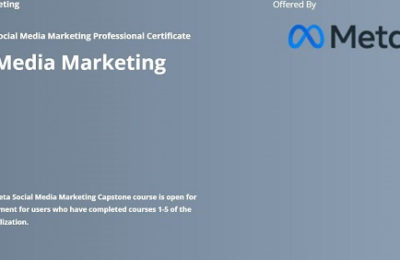 eting
Offered By
Meta
ocial Media Marketing Professional Certificate
Media Marketing
eta Social Media Marketing Capstone course is open for
ment for users who have completed courses 1-5 of the
lization.